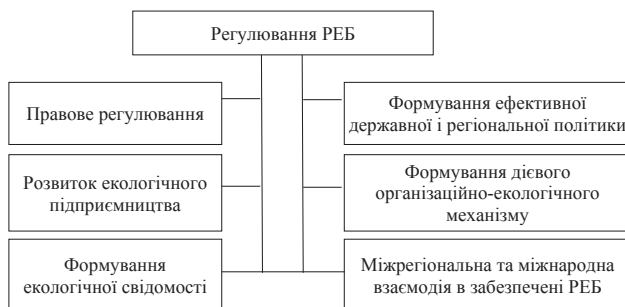 Регулювання РЕБ
Правове регулювання
Формування ефективної
державної і регіональної політики
Розвиток екологічного
підприємництва
Формування дієвого
організаційно-екологічного
механізму
Формування
екологічної свідомості
Міжрегіональна та міжнародна
взаємодія в забезпечені РЕБ